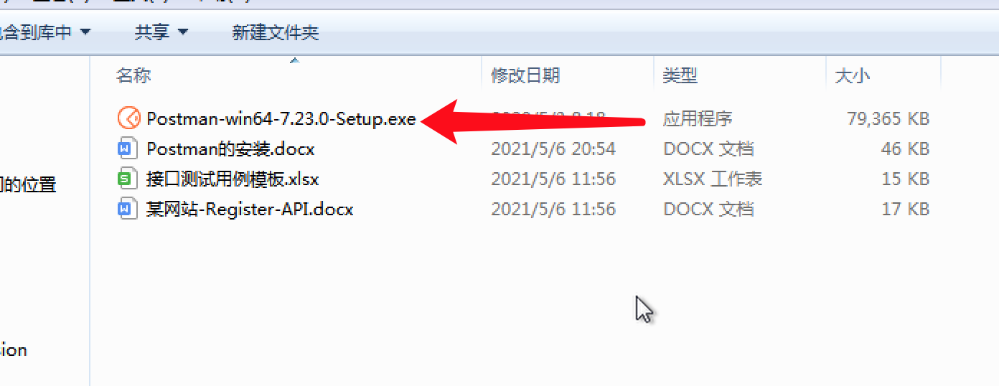 含到库中 共享 新建文件夹
名称 修改日期 类型 大小
Postman-win64-7.23.0-Setup.exe 应用程序 79,365 KB
Postman的安装.docx 2021/5/6 20:54 DOCX 文档 46 KB
接口测试用例模板.xlsx 2021/5/6 11:56 XLSX 工作表 15 KB
的位置
某网站-Register-API.docx 2021/5/6 11:56 DOCX 文档 17 KB
sion